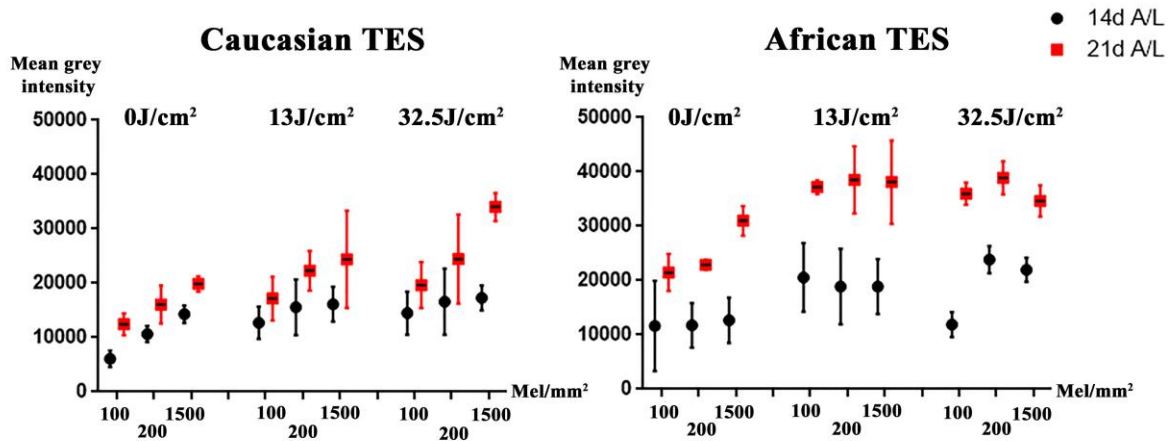 Caucasian TES
Mean grey
intensity
0J/cm²
13J/cm²
32.5J/cm²
50000
40000
30000
20000
10000
0
100
200
1500
100
200
1500
100
200
1500
Mel/mm²
African TES
Mean grey
intensity
0J/cm²
13J/cm²
32.5J/cm²
50000
40000
30000
20000
10000
0
100
200
1500
100
200
1500
100
200
1500
Mel/mm²
14d A/L
21d A/L